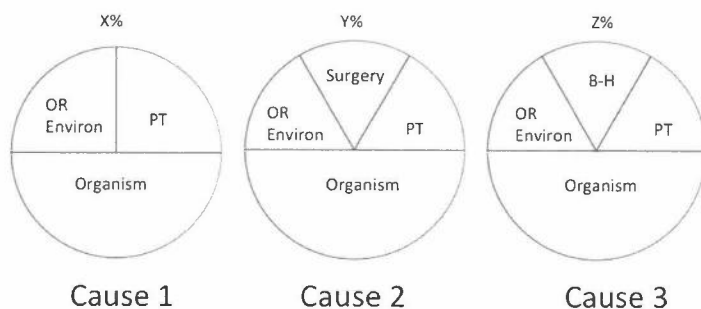 X%
Y%
Z%
OR
Environ
PT
Organism
Surgery
OR
Environ
PT
Organism
B-H
OR
Environ
PT
Organism
Cause 1
Cause 2
Cause 3